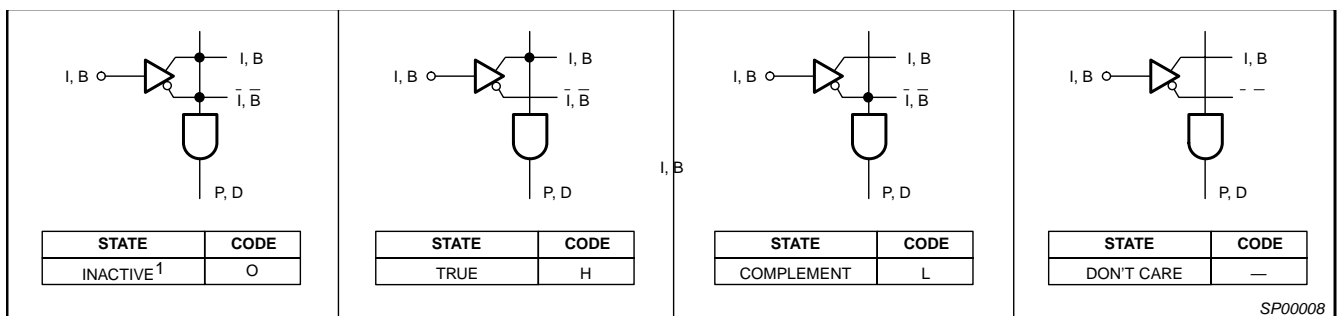 I, B
I, B
Ī, B̄
P, D
STATE CODE
INACTIVE1 O
I, B
I, B
Ī, B̄
P, D
STATE CODE
TRUE H
I, B
I, B
I, B
Ī, B̄
P, D
STATE CODE
COMPLEMENT L
I, B
I, B
P, D
STATE CODE
DON'T CARE —
SP00008